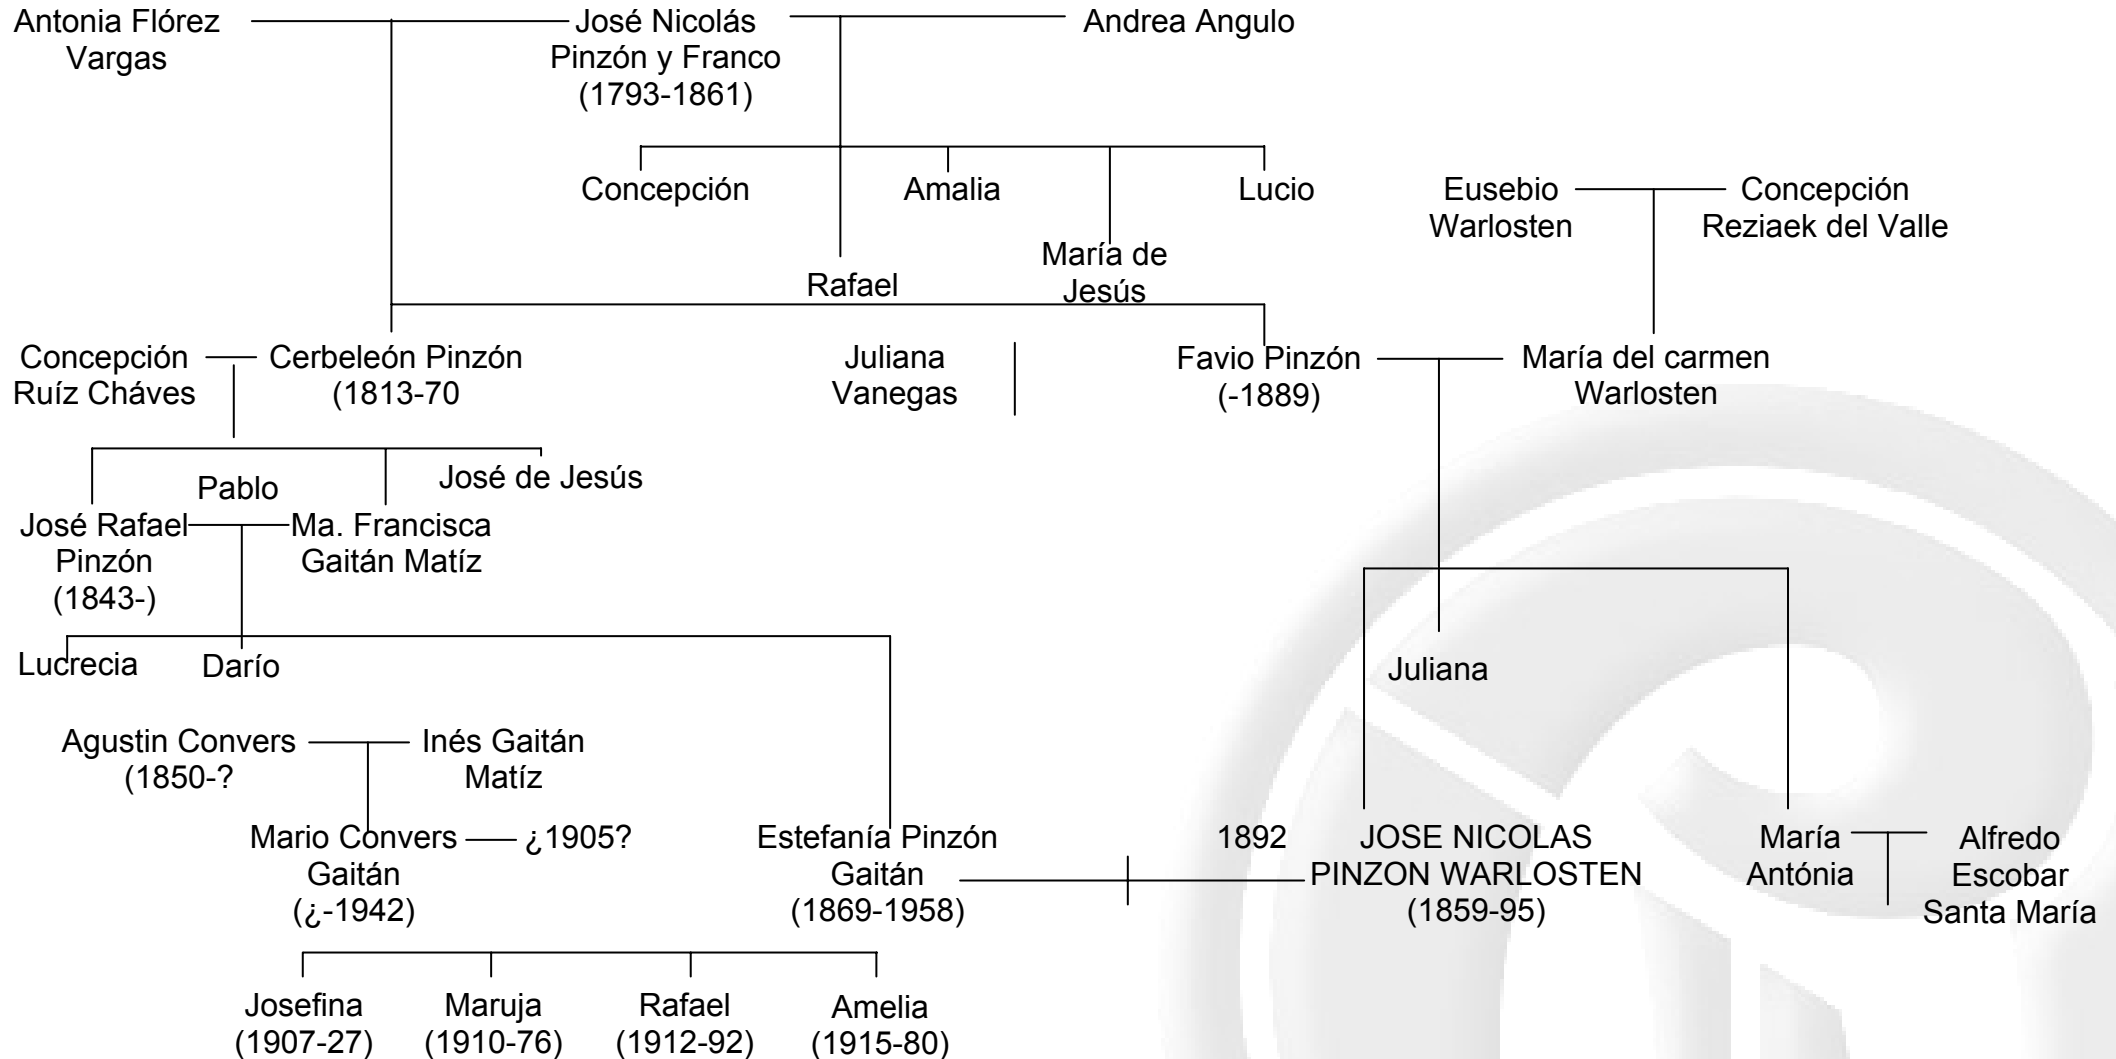 Antonia Flórez
Vargas
José Nicolás
Pinzón y Franco
(1793-1861)
Andrea Angulo
Concepción
Amalia
Lucio
Rafael
María de
Jesús
Eusebio
Warlosten
Concepción
Reziaek del Valle
Concepción
Ruíz Cháves
Cerbeleón Pinzón
(1813-70
Juliana
Vanegas
Favio Pinzón
(-1889)
María del carmen
Warlosten
Pablo
José de Jesús
José Rafael
Pinzón
(1843-)
Ma. Francisca
Gaitán Matíz
Lucrecia
Darío
Juliana
Agustin Convers
(1850-?
Inés Gaitán
Matíz
Mario Convers
Gaitán
(¿-1942)
¿1905?
Estefanía Pinzón
Gaitán
(1869-1958)
1892
JOSE NICOLAS
PINZON WARLOSTEN
(1859-95)
María
Antónia
Alfredo
Escobar
Santa María
Josefina
(1907-27)
Maruja
(1910-76)
Rafael
(1912-92)
Amelia
(1915-80)